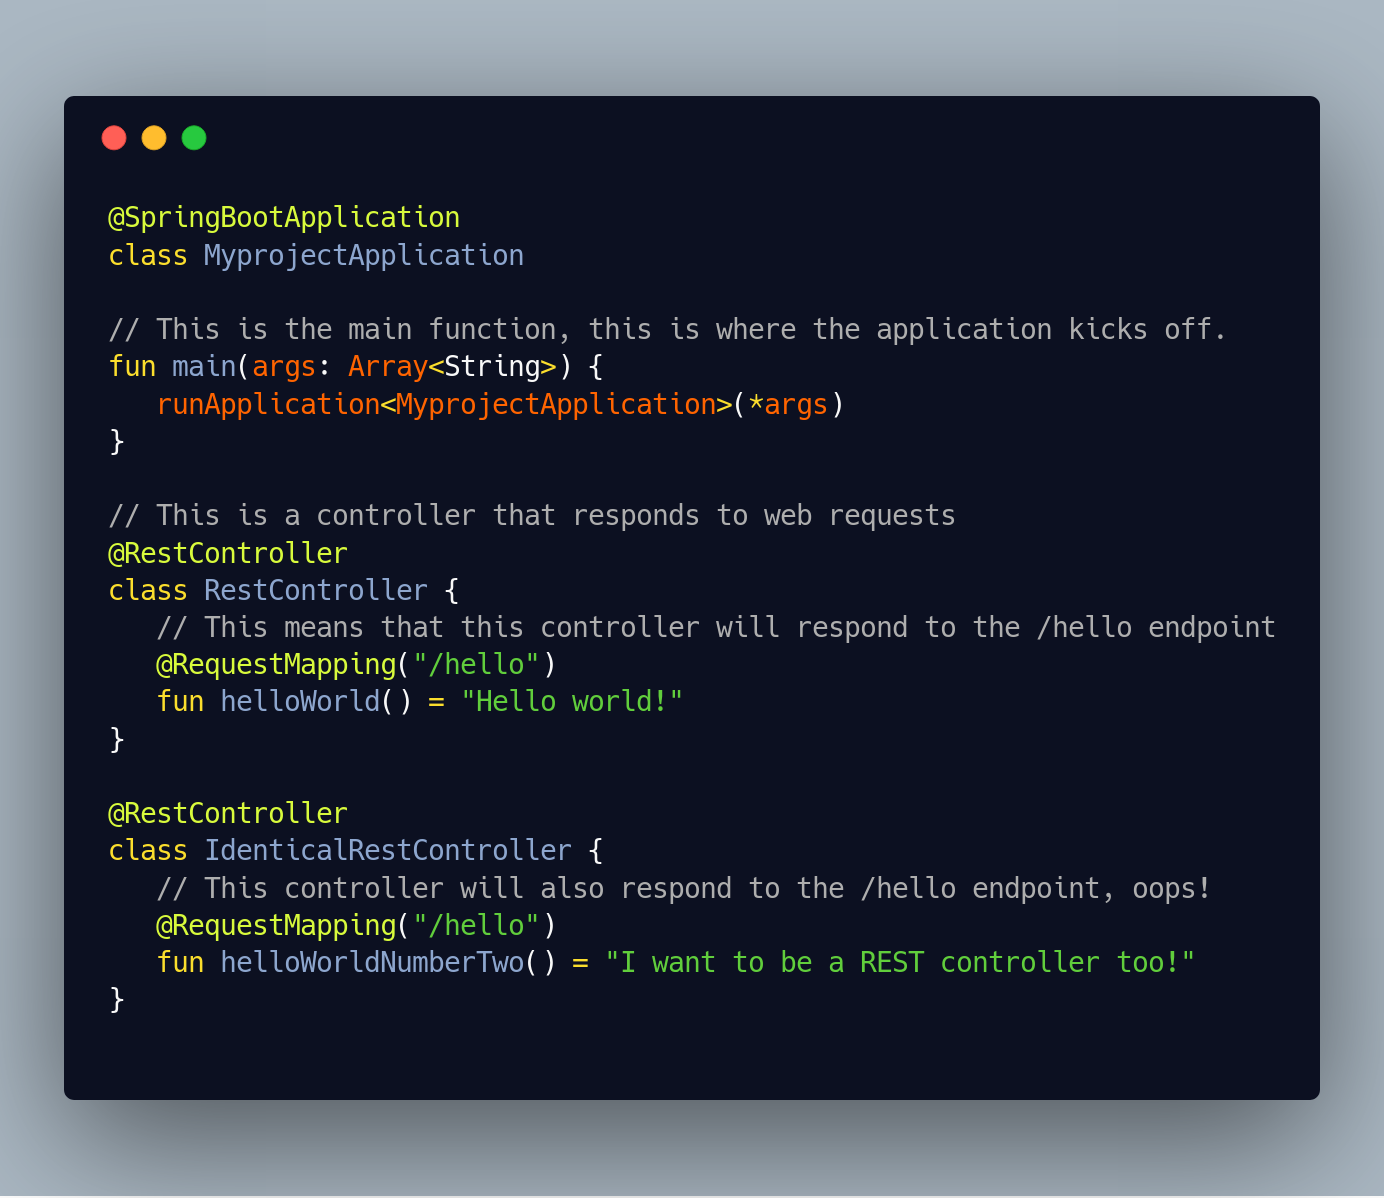 @SpringBootApplication
class MyprojectApplication

// This is the main function, this is where the application kicks off.
fun main(args: Array<String>) {
   runApplication<MyprojectApplication>(*args)
}

// This is a controller that responds to web requests
@RestController
class RestController {
   // This means that this controller will respond to the /hello endpoint
   @RequestMapping("/hello")
   fun helloWorld() = "Hello world!"
}

@RestController
class IdenticalRestController {
   // This controller will also respond to the /hello endpoint, oops!
   @RequestMapping("/hello")
   fun helloWorldNumberTwo() = "I want to be a REST controller too!"
}